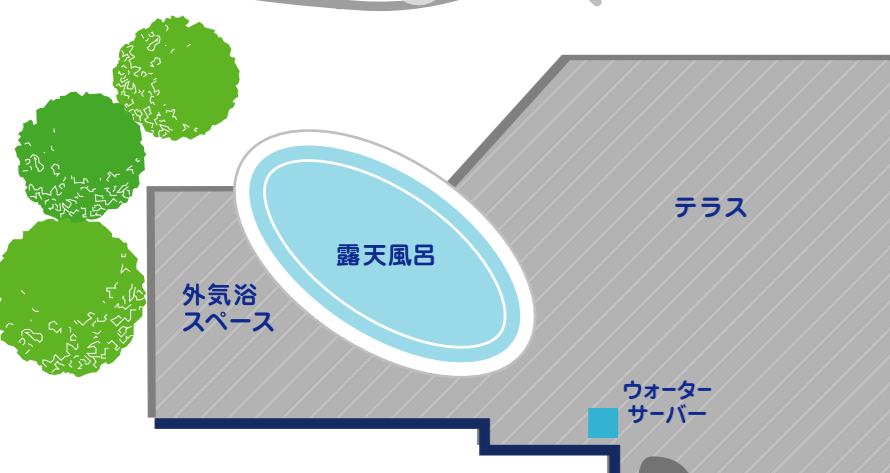 テラス
露天風呂
外気浴
スペース
ウォーター
サーバー